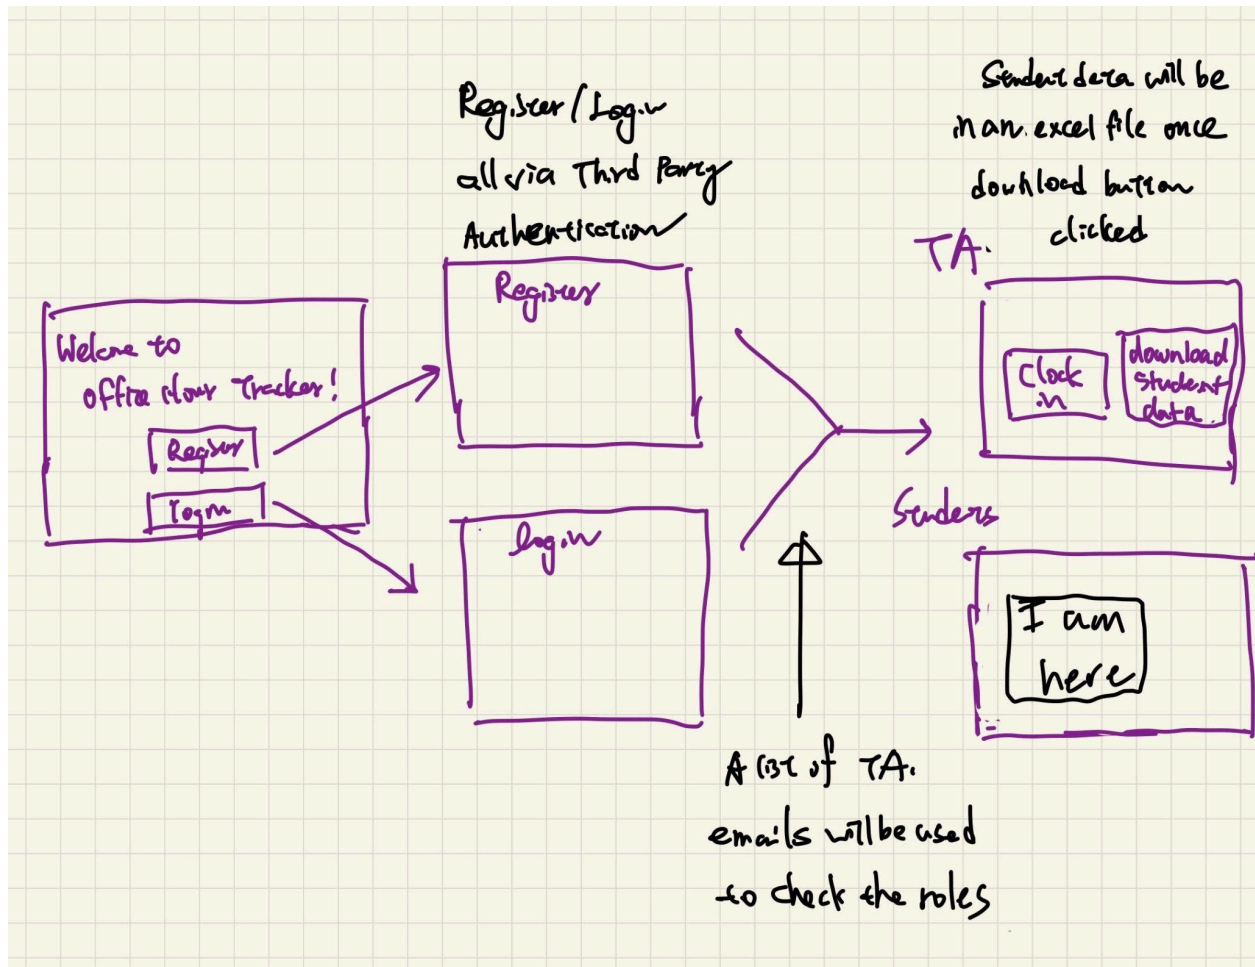 Register/Login
all via Third Party
Authentication
Student data will be
in an excel file once
download button
clicked
Welcome to
office Hour Tracker!
Register
Login
Register
login
TA.
Clock
in
download
student
data
Students
I am
here
A list of TA.
emails will be used
to check the roles